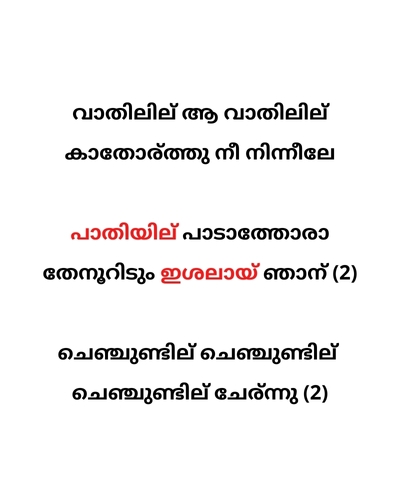 വാതിലില് ആ വാതിലില്
കാതോര്ത്തു നീ നിന്നീലേ
പാതിയില് പാടാത്തോരാ
തേനൂറിടും ഇശലായ് ഞാന് (2)
ചെഞ്ചുണ്ടില് ചെഞ്ചുണ്ടില്
ചെഞ്ചുണ്ടില് ചേര്ന്നു (2)